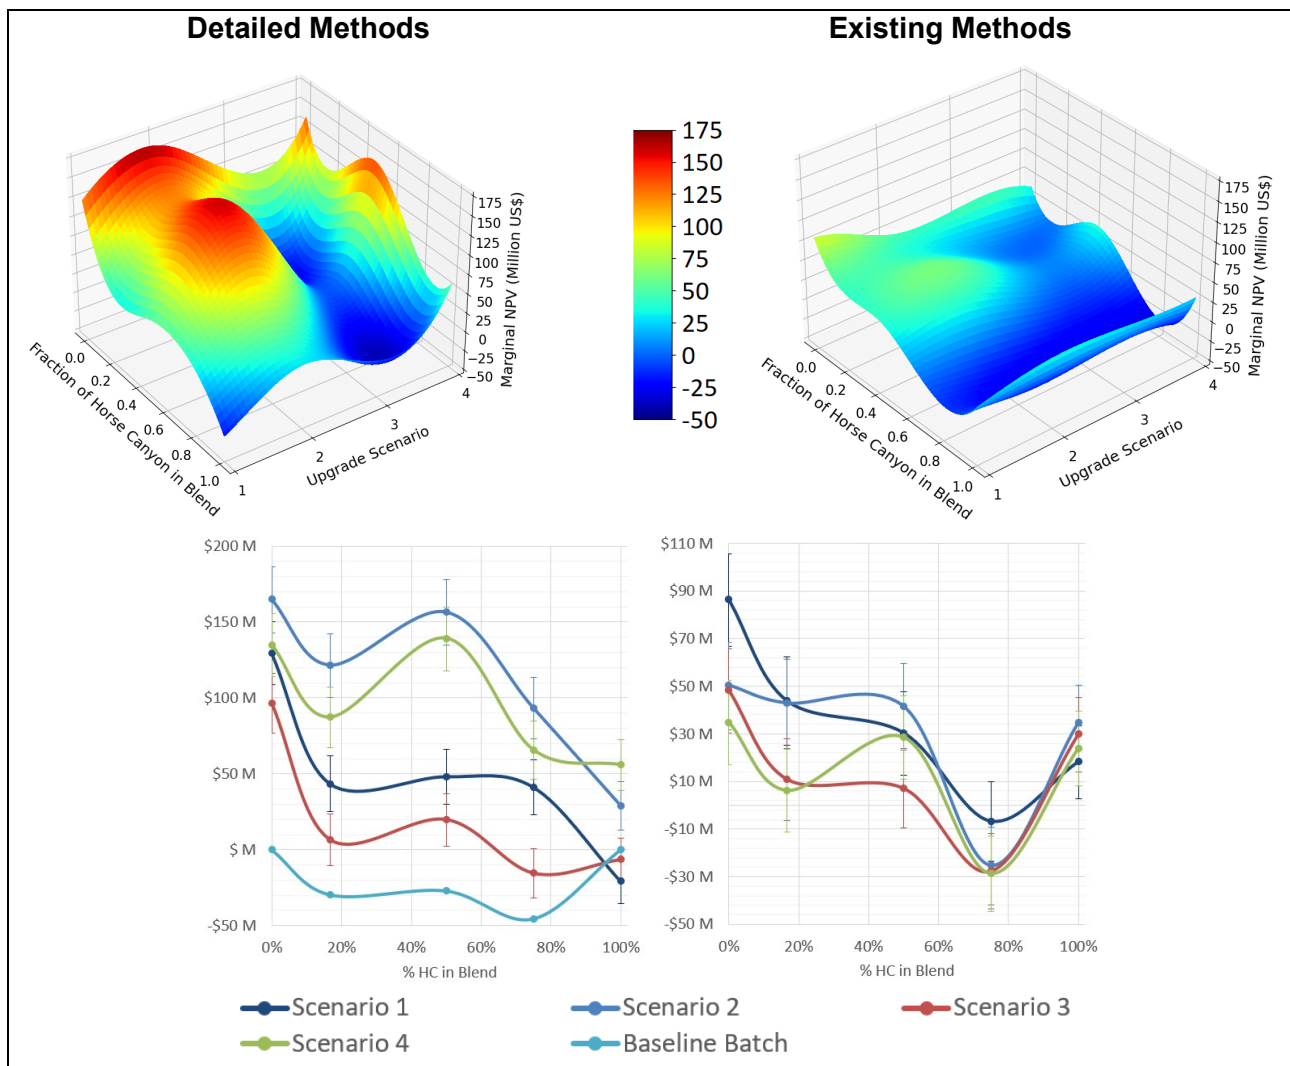 Detailed Methods
Existing Methods
175
150
125
100
75
50
25
0
−25
−50
Marginal NPV (Million US$)
0.0
0.2
0.4
0.6
0.8
1.0
Fraction of Horse Canyon in Blend
1
2
3
4
Upgrade Scenario
175
150
125
100
75
50
25
0
-25
-50
175
150
125
100
75
50
25
0
−25
−50
Marginal NPV (Million US$)
0.0
0.2
0.4
0.6
0.8
1.0
Fraction of Horse Canyon in Blend
1
2
3
4
Upgrade Scenario
$200 M
$150 M
$100 M
$50 M
$ M
-$50 M
0% 20% 40% 60% 80% 100%
% HC in Blend
$110 M
$90 M
$70 M
$50 M
$30 M
$10 M
-$10 M
-$30 M
-$50 M
0% 20% 40% 60% 80% 100%
% HC in Blend
Scenario 1
Scenario 2
Scenario 3
Scenario 4
Baseline Batch